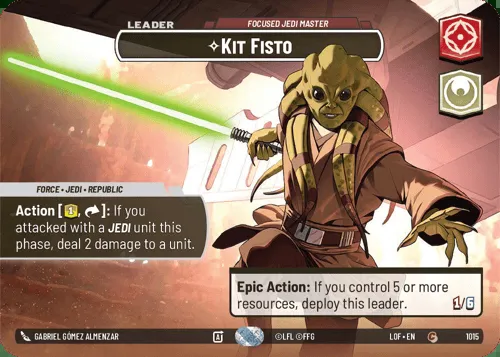 LEADER
FOCUSED JEDI MASTER
✧KIT FISTO
FORCE • JEDI • REPUBLIC
Action [1, ]: If you
attacked with a JEDI unit this
phase, deal 2 damage to a unit.
Epic Action: If you control 5 or more
resources, deploy this leader.
1/6
GABRIEL GÓMEZ ALMENZAR
A
©LFL ©FFG
LOF • EN
C
1015